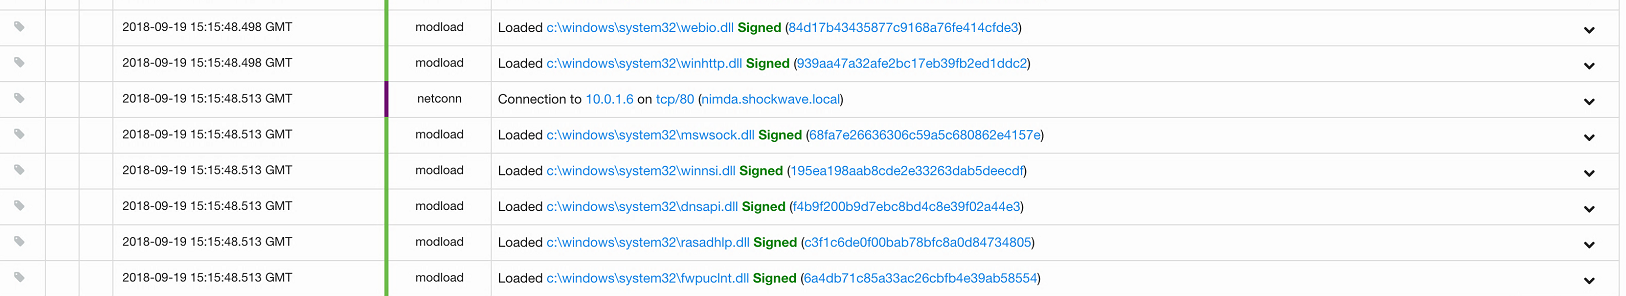 2018-09-19 15:15:48.498 GMT modload Loaded c:\windows\system32\webio.dll Signed (84d17b43435877c9168a76fe414cfde3)
2018-09-19 15:15:48.498 GMT modload Loaded c:\windows\system32\winhttp.dll Signed (939aa47a32afe2bc17eb39fb2ed1ddc2)
2018-09-19 15:15:48.513 GMT netconn Connection to 10.0.1.6 on tcp/80 (nimda.shockwave.local)
2018-09-19 15:15:48.513 GMT modload Loaded c:\windows\system32\mswsock.dll Signed (68fa7e26636306c59a5c680862e4157e)
2018-09-19 15:15:48.513 GMT modload Loaded c:\windows\system32\winnsi.dll Signed (195ea198aab8cde2e33263dab5deecdf)
2018-09-19 15:15:48.513 GMT modload Loaded c:\windows\system32\dnsapi.dll Signed (f4b9f200b9d7ebc8bd4c8e39f02a44e3)
2018-09-19 15:15:48.513 GMT modload Loaded c:\windows\system32\rasadhlp.dll Signed (c3f1c6de0f00bab78bfc8a0d84734805)
2018-09-19 15:15:48.513 GMT modload Loaded c:\windows\system32\fwpuclnt.dll Signed (6a4db71c85a33ac26cbfb4e39ab58554)